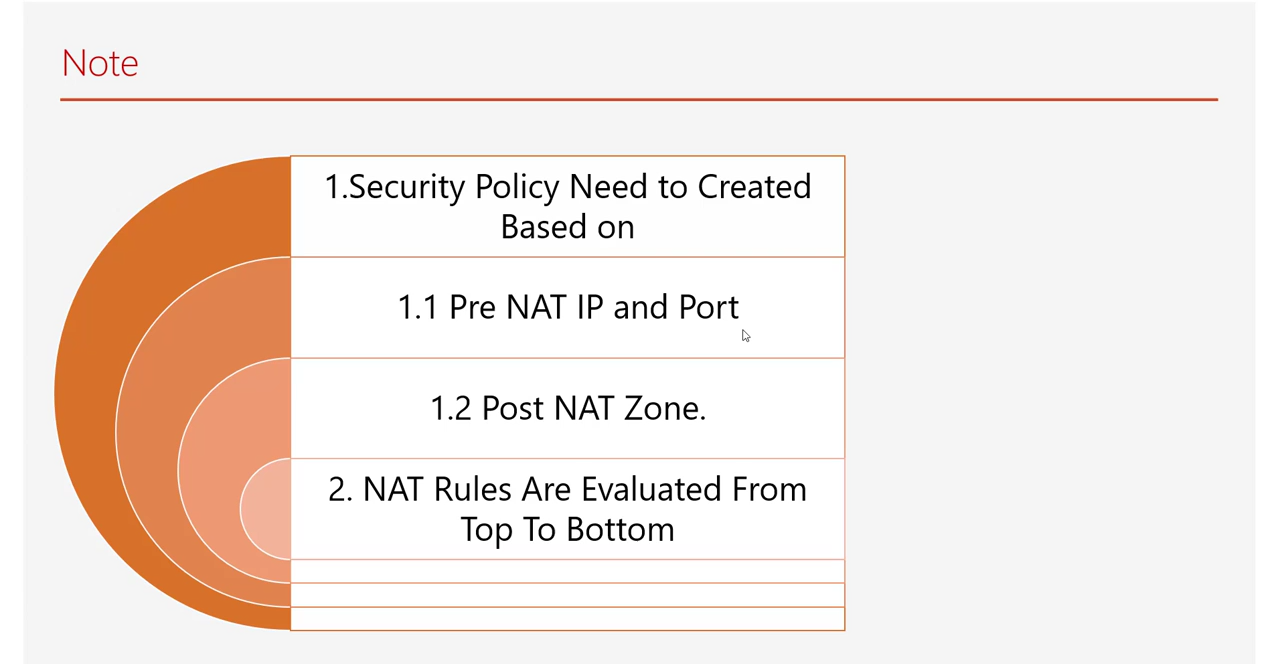 Note
1.Security Policy Need to Created
Based on
1.1 Pre NAT IP and Port
1.2 Post NAT Zone.
2. NAT Rules Are Evaluated From
Top To Bottom